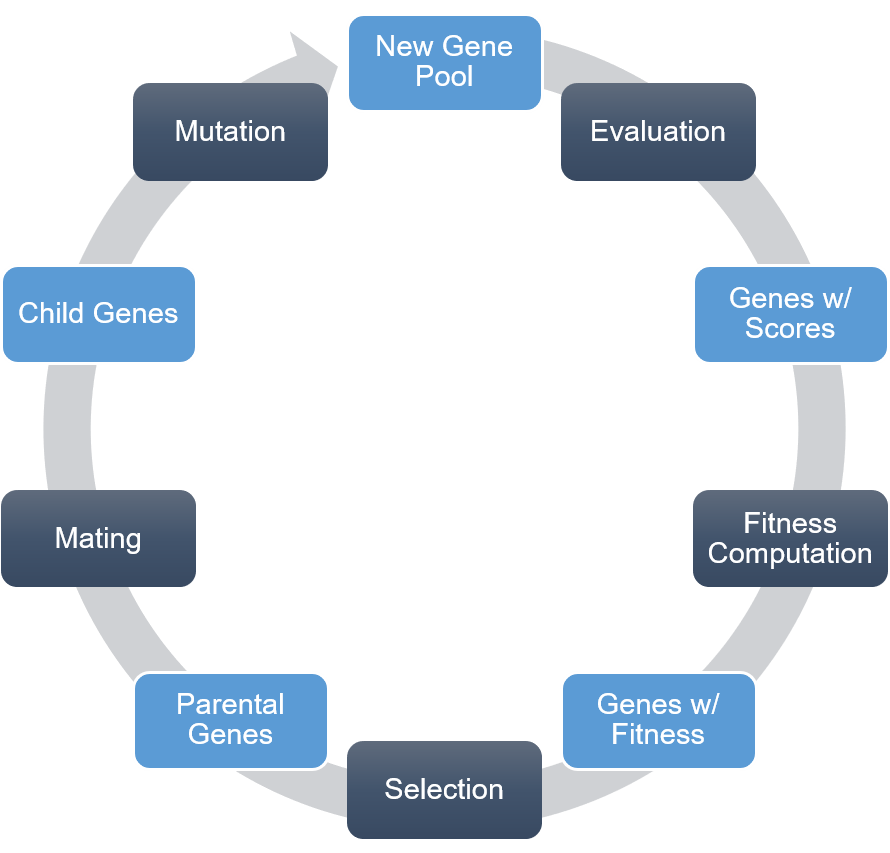 New Gene
Pool
Evaluation
Genes w/
Scores
Fitness
Computation
Genes w/
Fitness
Selection
Parental
Genes
Mating
Child Genes
Mutation